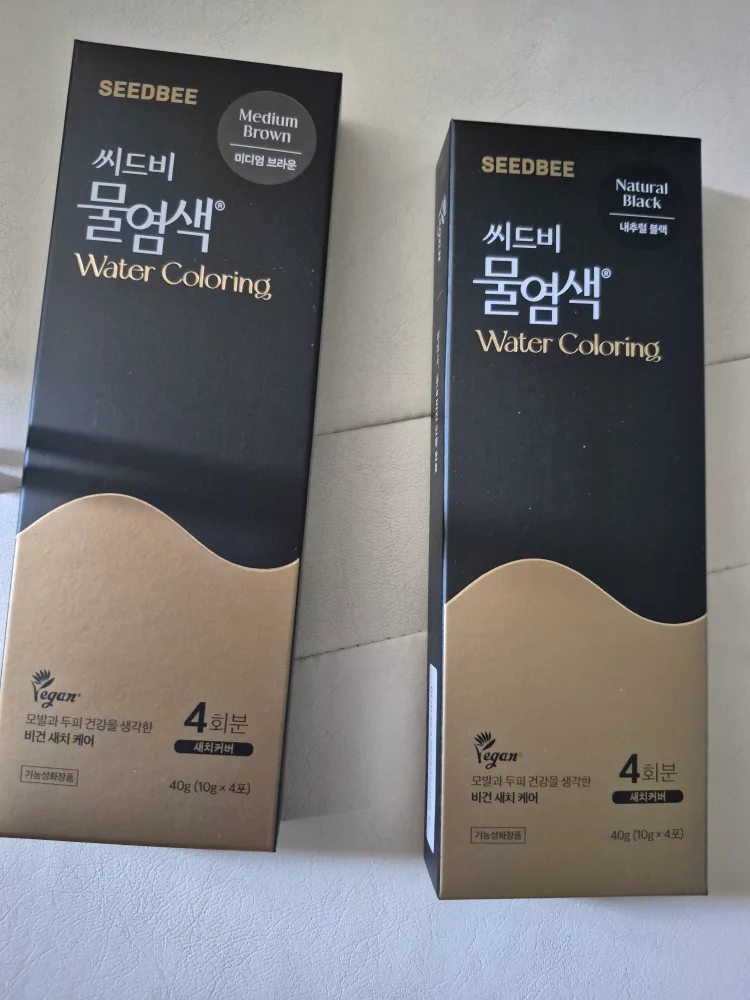 SEEDBEE
Medium
Brown
미디엄 브라운
씨드비
물염색®
Water Coloring
Vegan
모발과 두피 건강을 생각한
비건 새치 케어
기능성화장품
4회분
새치커버
40g (10g × 4포)
SEEDBEE
Natural
Black
내추럴 블랙
씨드비
물염색®
Water Coloring
Vegan
모발과 두피 건강을 생각한
비건 새치 케어
기능성화장품
4회분
새치커버
40g (10g × 4포)